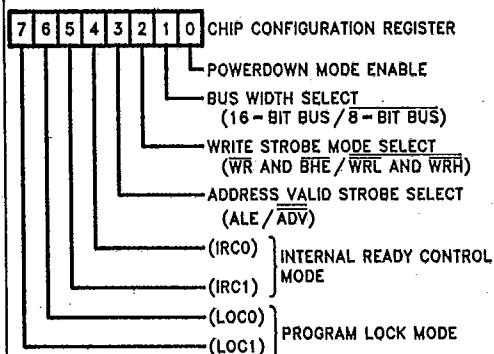 7 6 5 4 3 2 1 0 CHIP CONFIGURATION REGISTER
POWERDOWN MODE ENABLE
BUS WIDTH SELECT
(16-BIT BUS / 8-BIT BUS)
WRITE STROBE MODE SELECT
(WR AND BHE / WRL AND WRH)
ADDRESS VALID STROBE SELECT
(ALE / ADV)
(IRC0)
INTERNAL READY CONTROL
MODE
(IRC1)
(LOC0)
PROGRAM LOCK MODE
(LOC1)